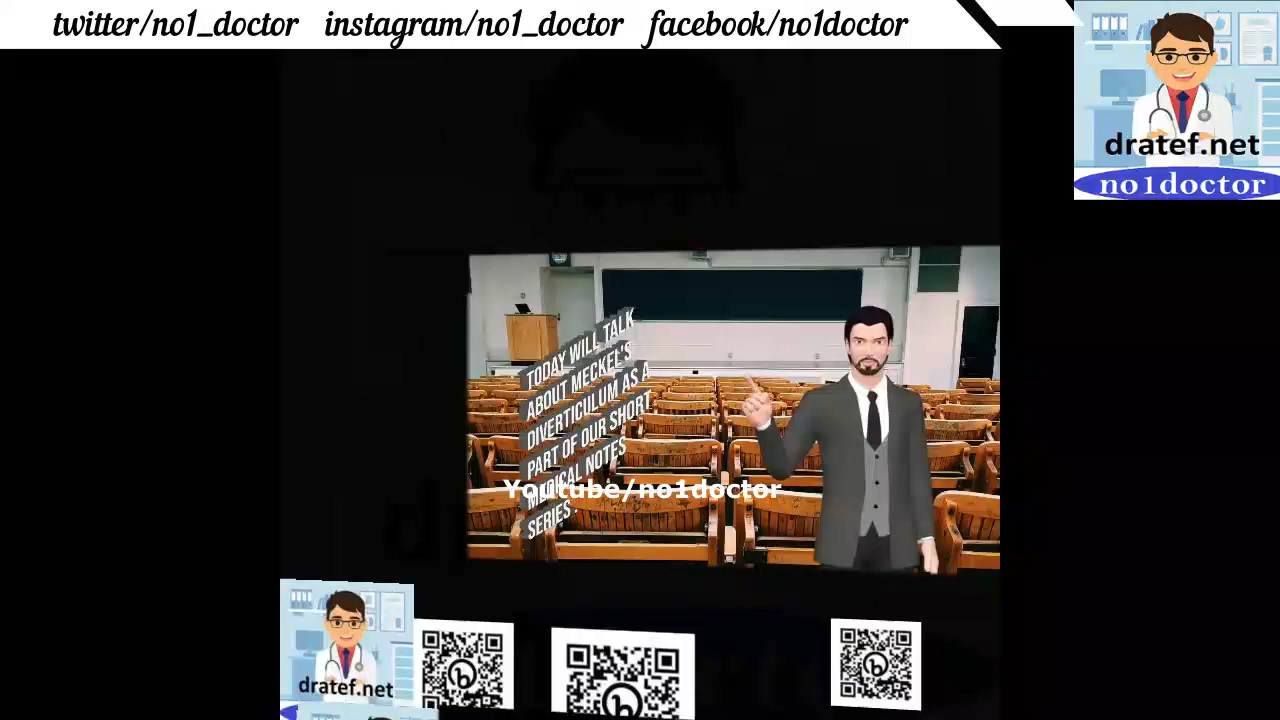 twitter/no1_doctor instagram/no1_doctor facebook/no1doctor
dratef.net
no1doctor
TODAY WILL TALK
ABOUT MECKEL'S
DIVERTICULUM AS A
PART OF OUR SHORT
MEDICAL NOTES
SERIES .
Youtube/no1doctor
dratef.net